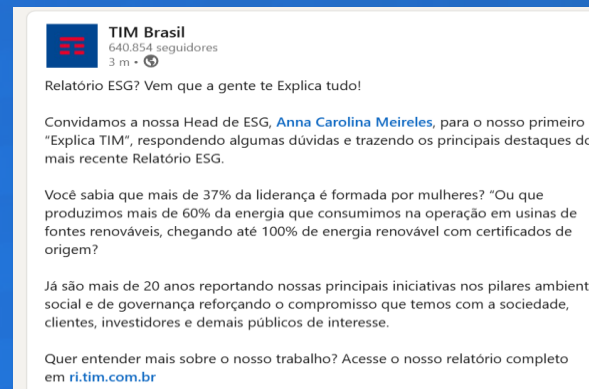 TIM Brasil
640.854 seguidores
3 m •
Relatório ESG? Vem que a gente te Explica tudo!
Convidamos a nossa Head de ESG, Anna Carolina Meireles, para o nosso primeiro
"Explica TIM", respondendo algumas dúvidas e trazendo os principais destaques do
mais recente Relatório ESG.
Você sabia que mais de 37% da liderança é formada por mulheres? "Ou que
produzimos mais de 60% da energia que consumimos na operação em usinas de
fontes renováveis, chegando até 100% de energia renovável com certificados de
origem?
Já são mais de 20 anos reportando nossas principais iniciativas nos pilares ambient
social e de governança reforçando o compromisso que temos com a sociedade,
clientes, investidores e demais públicos de interesse.
Quer entender mais sobre o nosso trabalho? Acesse o nosso relatório completo
em ri.tim.com.br